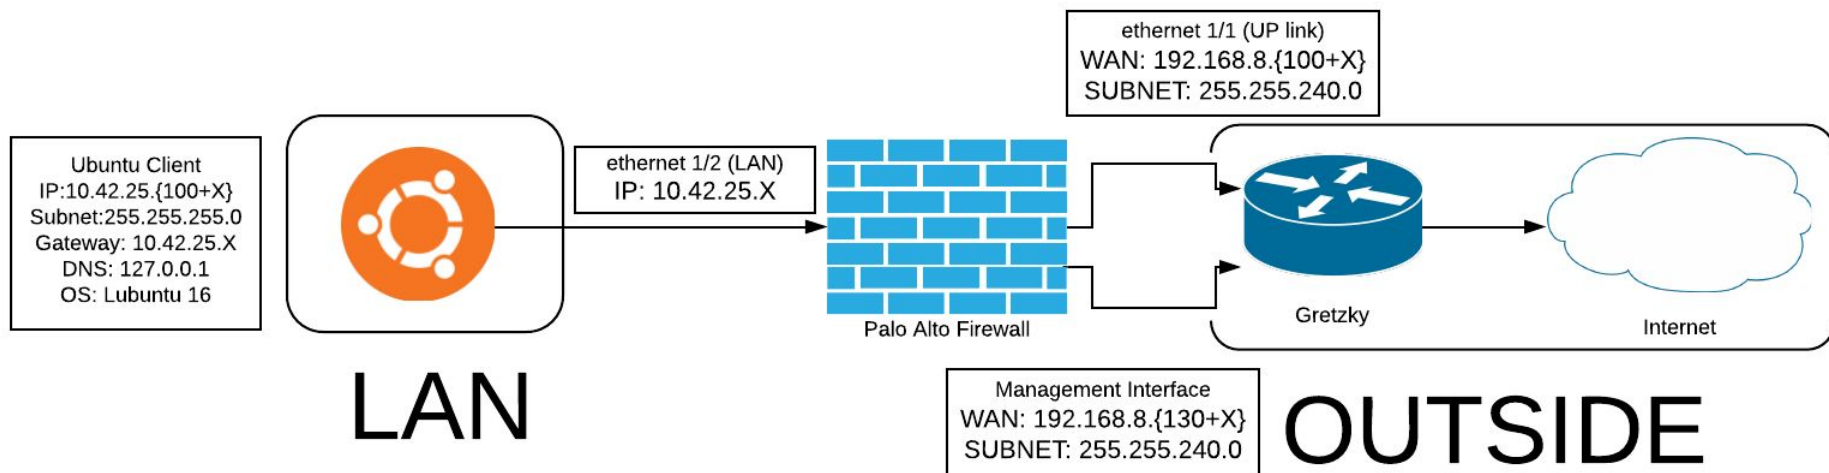 ethernet 1/1 (UP link)
WAN: 192.168.8.{100+X}
SUBNET: 255.255.240.0
Ubuntu Client
IP:10.42.25.{100+X}
Subnet:255.255.255.0
Gateway: 10.42.25.X
DNS: 127.0.0.1
OS: Lubuntu 16
ethernet 1/2 (LAN)
IP: 10.42.25.X
Palo Alto Firewall
Gretzky
Internet
LAN
Management Interface
WAN: 192.168.8.{130+X}
SUBNET: 255.255.240.0
OUTSIDE